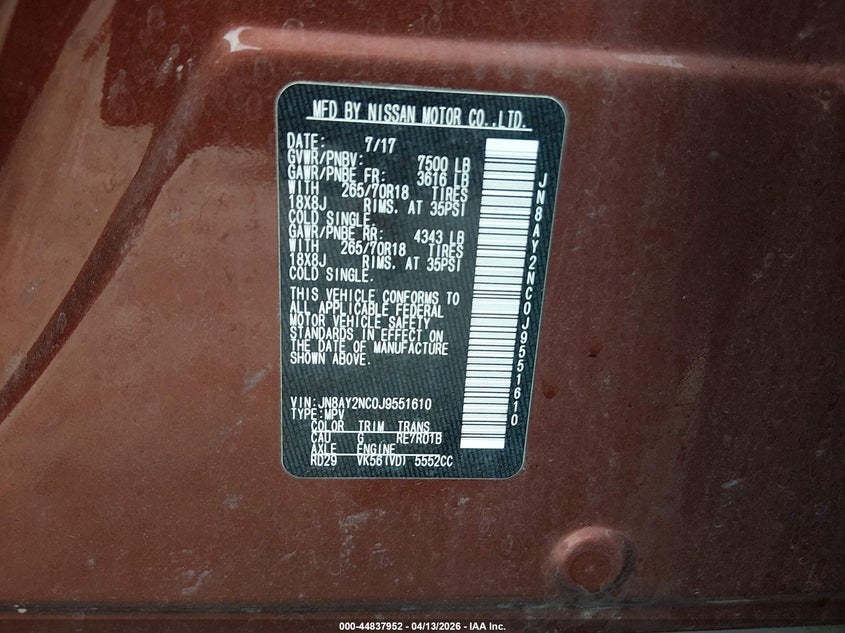 MFD BY NISSAN MOTOR CO.,LTD.
DATE: 7/17
GVWR/PNBV: 7500 LB
GAWR/PNBE FR: 3616 LB
WITH 265/70R18 TIRES
18X8J RIMS. AT 35PSI
COLD SINGLE.
GAWR/PNBE RR: 4343 LB
WITH 265/70R18 TIRES
18X8J RIMS. AT 35PSI
COLD SINGLE.
THIS VEHICLE CONFORMS TO
ALL APPLICABLE FEDERAL
MOTOR VEHICLE SAFETY
STANDARDS IN EFFECT ON
THE DATE OF MANUFACTURE
SHOWN ABOVE.
VIN:JN8AY2NC0J9551610
TYPE:MPV
COLOR TRIM TRANS
CAU G RE7R01B
AXLE ENGINE
RD29 VK56(VD) 5552CC
JN8AY2NC0J9551610
000-44837952 | 04/13/2026 | IAA Inc.